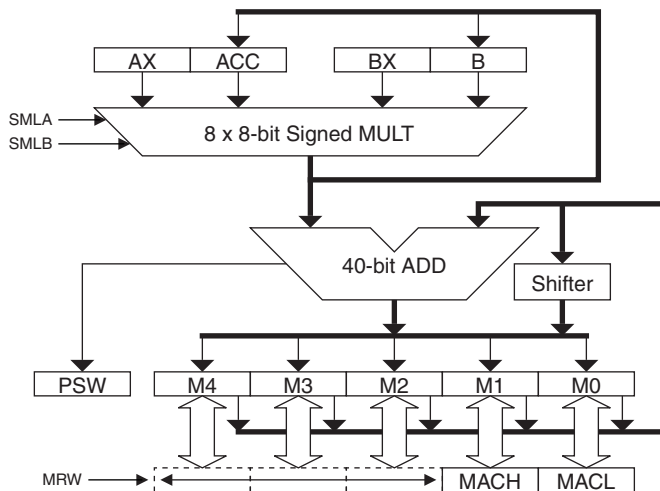 AX ACC BX B
SMLA
8 x 8-bit Signed MULT
SMLB
40-bit ADD
Shifter
PSW M4 M3 M2 M1 M0
MRW MACH MACL